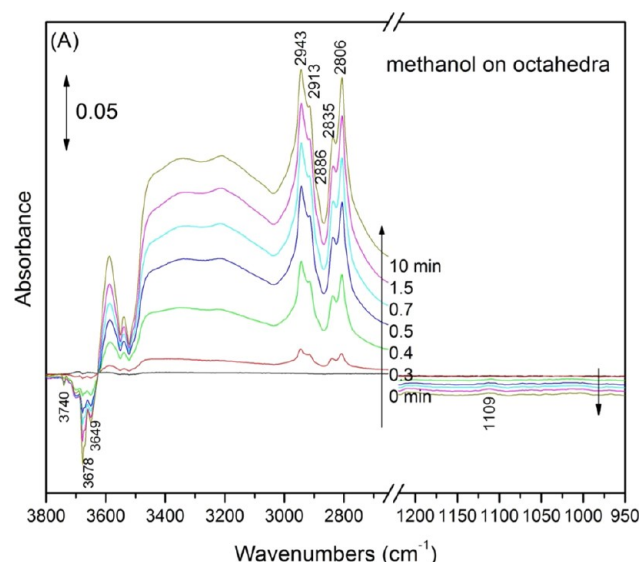 (A)
methanol on octahedra
0.05
2943
2913
2886
2835
2806
10 min
1.5
0.7
0.5
0.4
0.3
0 min
3740
3678
3649
1109
Absorbance
3800 3600 3400 3200 3000 2800 1200 1150 1100 1050 1000 950
Wavenumbers (cm⁻¹)